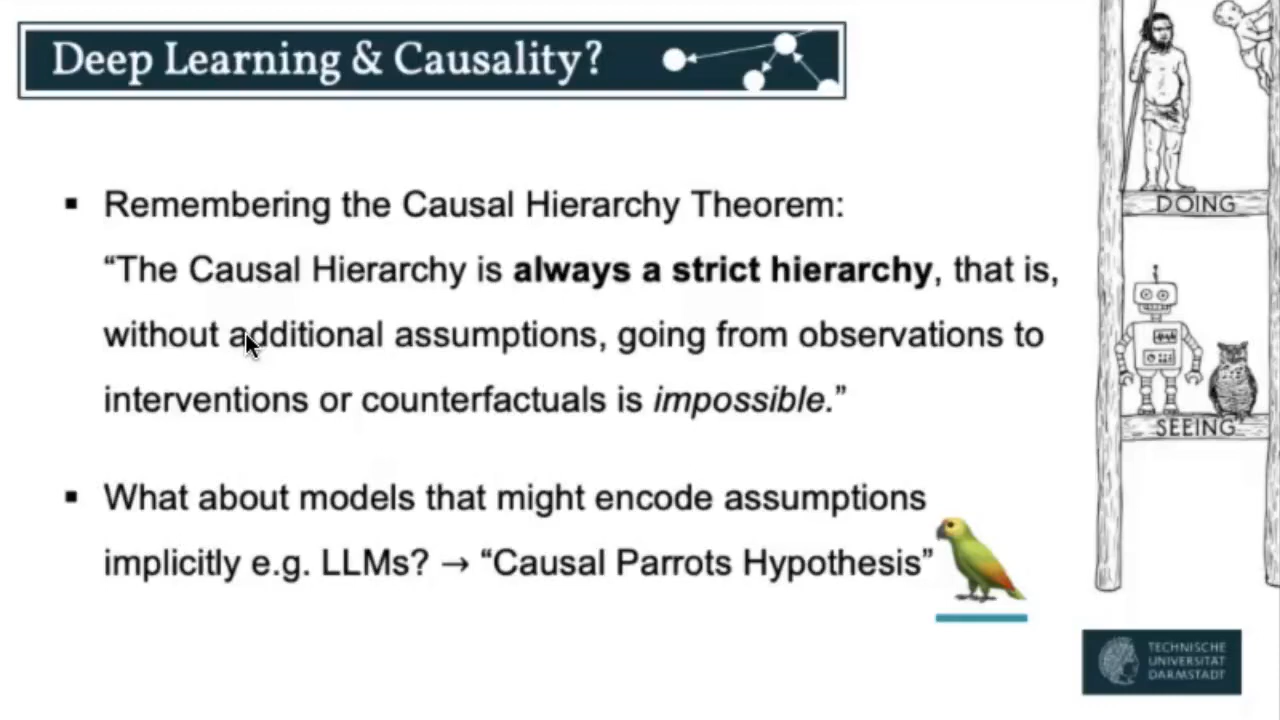 Deep Learning & Causality?
▪ Remembering the Causal Hierarchy Theorem:
“The Causal Hierarchy is always a strict hierarchy, that is,
without additional assumptions, going from observations to
interventions or counterfactuals is impossible.”
▪ What about models that might encode assumptions
implicitly e.g. LLMs? → “Causal Parrots Hypothesis”
DOING
SEEING
TECHNISCHE
UNIVERSITÄT
DARMSTADT